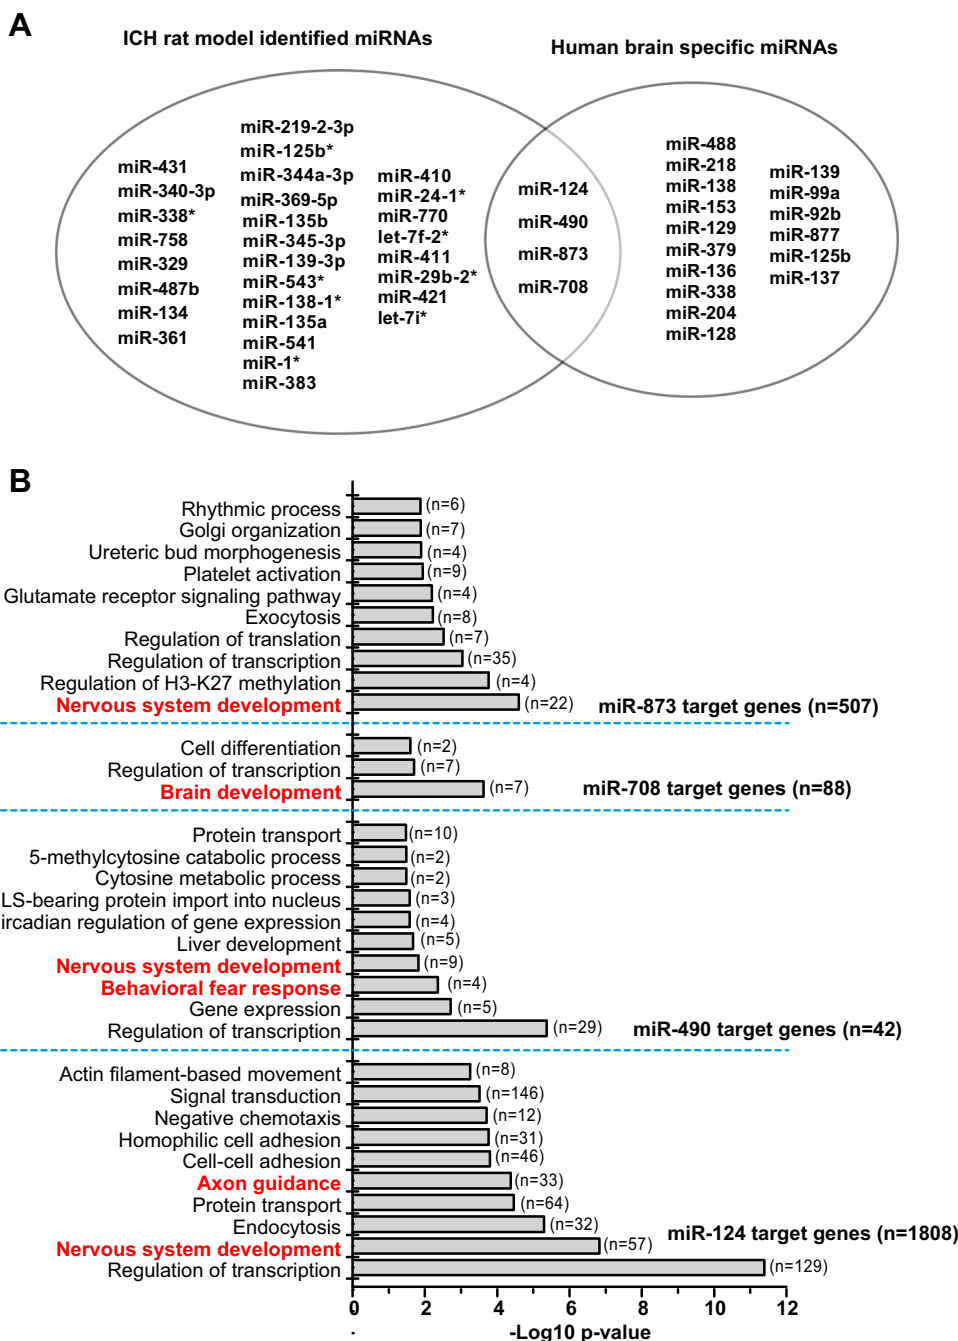 A
ICH rat model identified miRNAs
Human brain specific miRNAs
miR-431
miR-340-3p
miR-338*
miR-758
miR-329
miR-487b
miR-134
miR-361
miR-219-2-3p
miR-125b*
miR-344a-3p
miR-369-5p
miR-135b
miR-345-3p
miR-139-3p
miR-543*
miR-138-1*
miR-135a
miR-541
miR-1*
miR-383
miR-410
miR-24-1*
miR-770
let-7f-2*
miR-411
miR-29b-2*
miR-421
let-7i*
miR-124
miR-490
miR-873
miR-708
miR-488
miR-218
miR-138
miR-153
miR-129
miR-379
miR-136
miR-338
miR-204
miR-128
miR-139
miR-99a
miR-92b
miR-877
miR-125b
miR-137
B
Rhythmic process (n=6)
Golgi organization (n=7)
Ureteric bud morphogenesis (n=4)
Platelet activation (n=9)
Glutamate receptor signaling pathway (n=4)
Exocytosis (n=8)
Regulation of translation (n=7)
Regulation of transcription (n=35)
Regulation of H3-K27 methylation (n=4)
Nervous system development (n=22) miR-873 target genes (n=507)
Cell differentiation (n=2)
Regulation of transcription (n=7)
Brain development (n=7) miR-708 target genes (n=88)
Protein transport (n=10)
5-methylcytosine catabolic process (n=2)
Cytosine metabolic process (n=2)
LS-bearing protein import into nucleus (n=3)
ircadian regulation of gene expression (n=4)
Liver development (n=5)
Nervous system development (n=9)
Behavioral fear response (n=4)
Gene expression (n=5)
Regulation of transcription (n=29) miR-490 target genes (n=42)
Actin filament-based movement (n=8)
Signal transduction (n=146)
Negative chemotaxis (n=12)
Homophilic cell adhesion (n=31)
Cell-cell adhesion (n=46)
Axon guidance (n=33)
Protein transport (n=64)
Endocytosis (n=32)
miR-124 target genes (n=1808)
Nervous system development (n=57)
Regulation of transcription (n=129)
0 2 4 6 8 10 12
-Log10 p-value